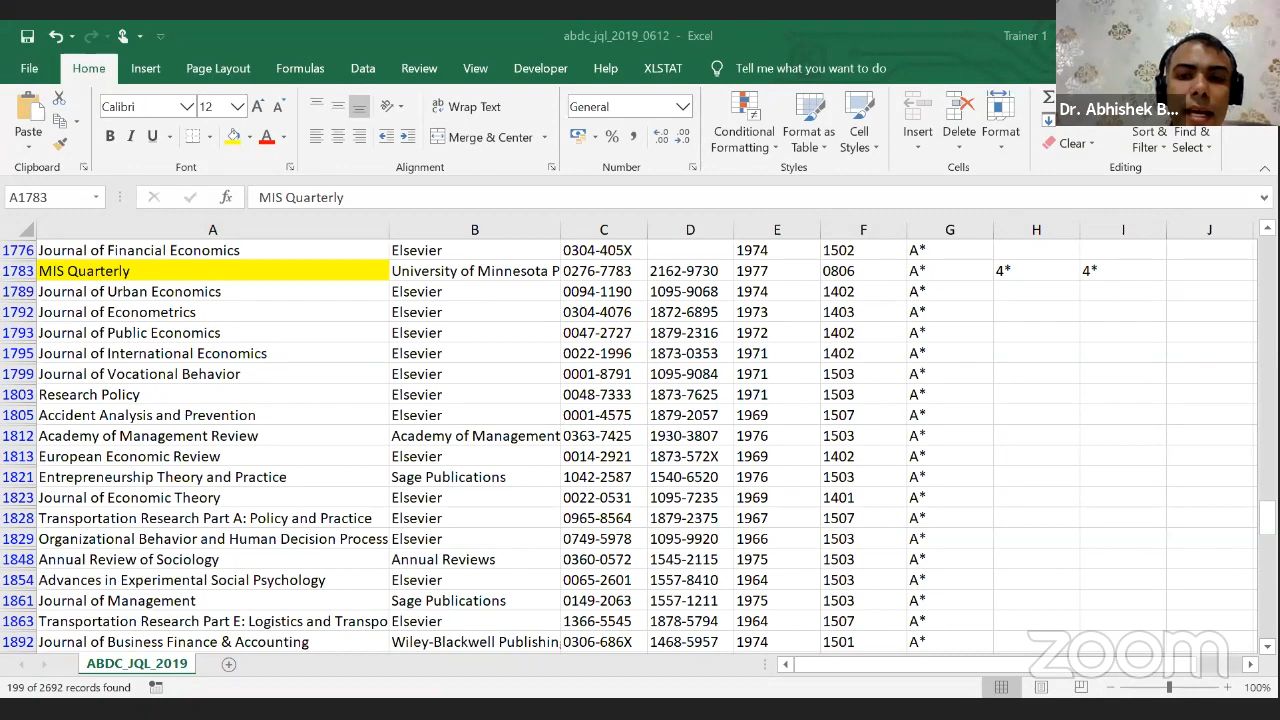 abdc_jql_2019_0612 - Excel
Trainer 1
File Home Insert Page Layout Formulas Data Review View Developer Help XLSTAT Tell me what you want to do
Dr. Abhishek B...
Paste
Calibri 12
B I U
Wrap Text
Merge & Center
General
Conditional Formatting
Format as Table
Cell Styles
Insert Delete Format
Clear
Sort & Filter
Find & Select
Clipboard Font Alignment Number Styles Cells Editing
A1783 fx MIS Quarterly
A B C D E F G H I J
1776 Journal of Financial Economics Elsevier 0304-405X 1974 1502 A*
1783 MIS Quarterly University of Minnesota P 0276-7783 2162-9730 1977 0806 A* 4* 4*
1789 Journal of Urban Economics Elsevier 0094-1190 1095-9068 1974 1402 A*
1792 Journal of Econometrics Elsevier 0304-4076 1872-6895 1973 1403 A*
1793 Journal of Public Economics Elsevier 0047-2727 1879-2316 1972 1402 A*
1795 Journal of International Economics Elsevier 0022-1996 1873-0353 1971 1402 A*
1799 Journal of Vocational Behavior Elsevier 0001-8791 1095-9084 1971 1503 A*
1803 Research Policy Elsevier 0048-7333 1873-7625 1971 1503 A*
1805 Accident Analysis and Prevention Elsevier 0001-4575 1879-2057 1969 1507 A*
1812 Academy of Management Review Academy of Management 0363-7425 1930-3807 1976 1503 A*
1813 European Economic Review Elsevier 0014-2921 1873-572X 1969 1402 A*
1821 Entrepreneurship Theory and Practice Sage Publications 1042-2587 1540-6520 1976 1503 A*
1823 Journal of Economic Theory Elsevier 0022-0531 1095-7235 1969 1401 A*
1828 Transportation Research Part A: Policy and Practice Elsevier 0965-8564 1879-2375 1967 1507 A*
1829 Organizational Behavior and Human Decision Process Elsevier 0749-5978 1095-9920 1966 1503 A*
1848 Annual Review of Sociology Annual Reviews 0360-0572 1545-2115 1975 1503 A*
1854 Advances in Experimental Social Psychology Elsevier 0065-2601 1557-8410 1964 1503 A*
1861 Journal of Management Sage Publications 0149-2063 1557-1211 1975 1503 A*
1863 Transportation Research Part E: Logistics and Transpo Elsevier 1366-5545 1878-5794 1964 1507 A*
1892 Journal of Business Finance & Accounting Wiley-Blackwell Publishin 0306-686X 1468-5957 1974 1501 A*
zoom
ABDC_JQL_2019
199 of 2692 records found
100%